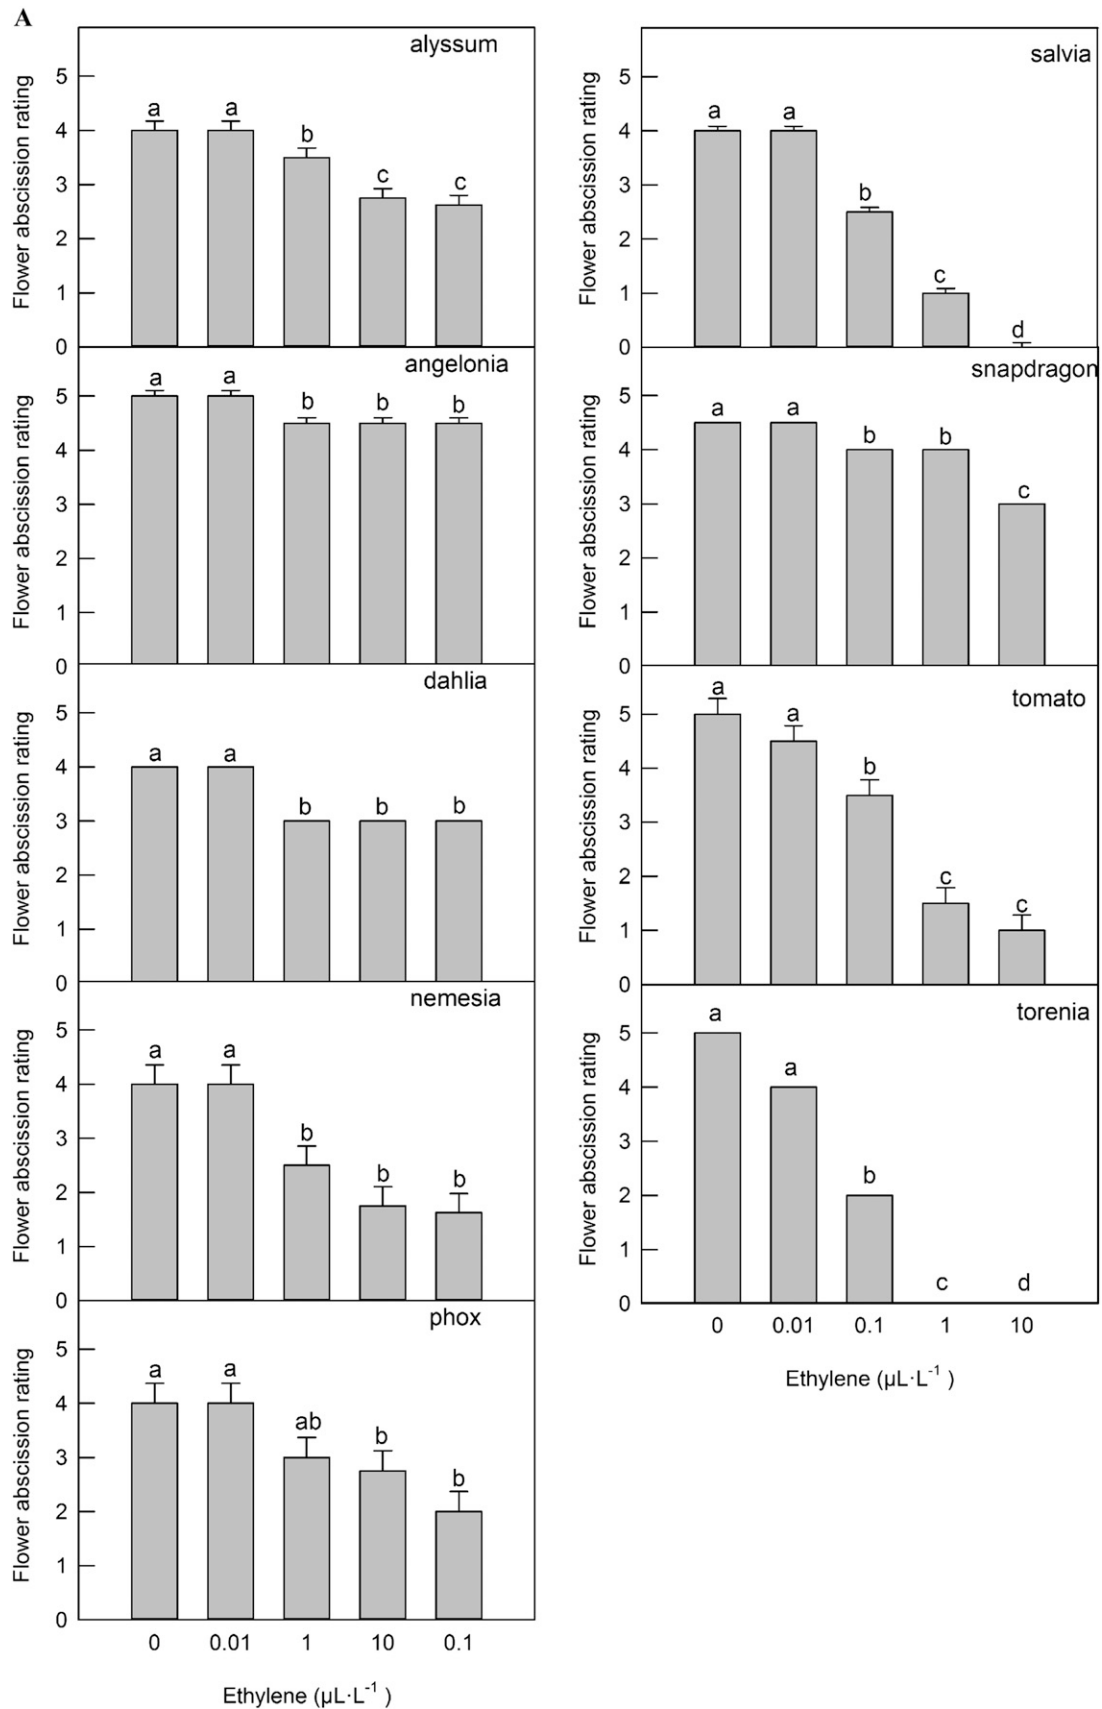 A
alyssum
Flower abscission rating
5
4
3
2
1
0
a a b c c
angelonia
Flower abscission rating
5
4
3
2
1
0
a a b b b
dahlia
Flower abscission rating
5
4
3
2
1
0
a a b b b
nemesia
Flower abscission rating
5
4
3
2
1
0
a a b b b
phox
Flower abscission rating
5
4
3
2
1
0
a a ab b b
0 0.01 1 10 0.1
Ethylene (µL·L⁻¹ )
salvia
Flower abscission rating
5
4
3
2
1
0
a a b c d
snapdragon
Flower abscission rating
5
4
3
2
1
0
a a b b c
tomato
Flower abscission rating
5
4
3
2
1
0
a a b c c
torenia
Flower abscission rating
5
4
3
2
1
0
a a b c d
0 0.01 0.1 1 10
Ethylene (µL·L⁻¹ )